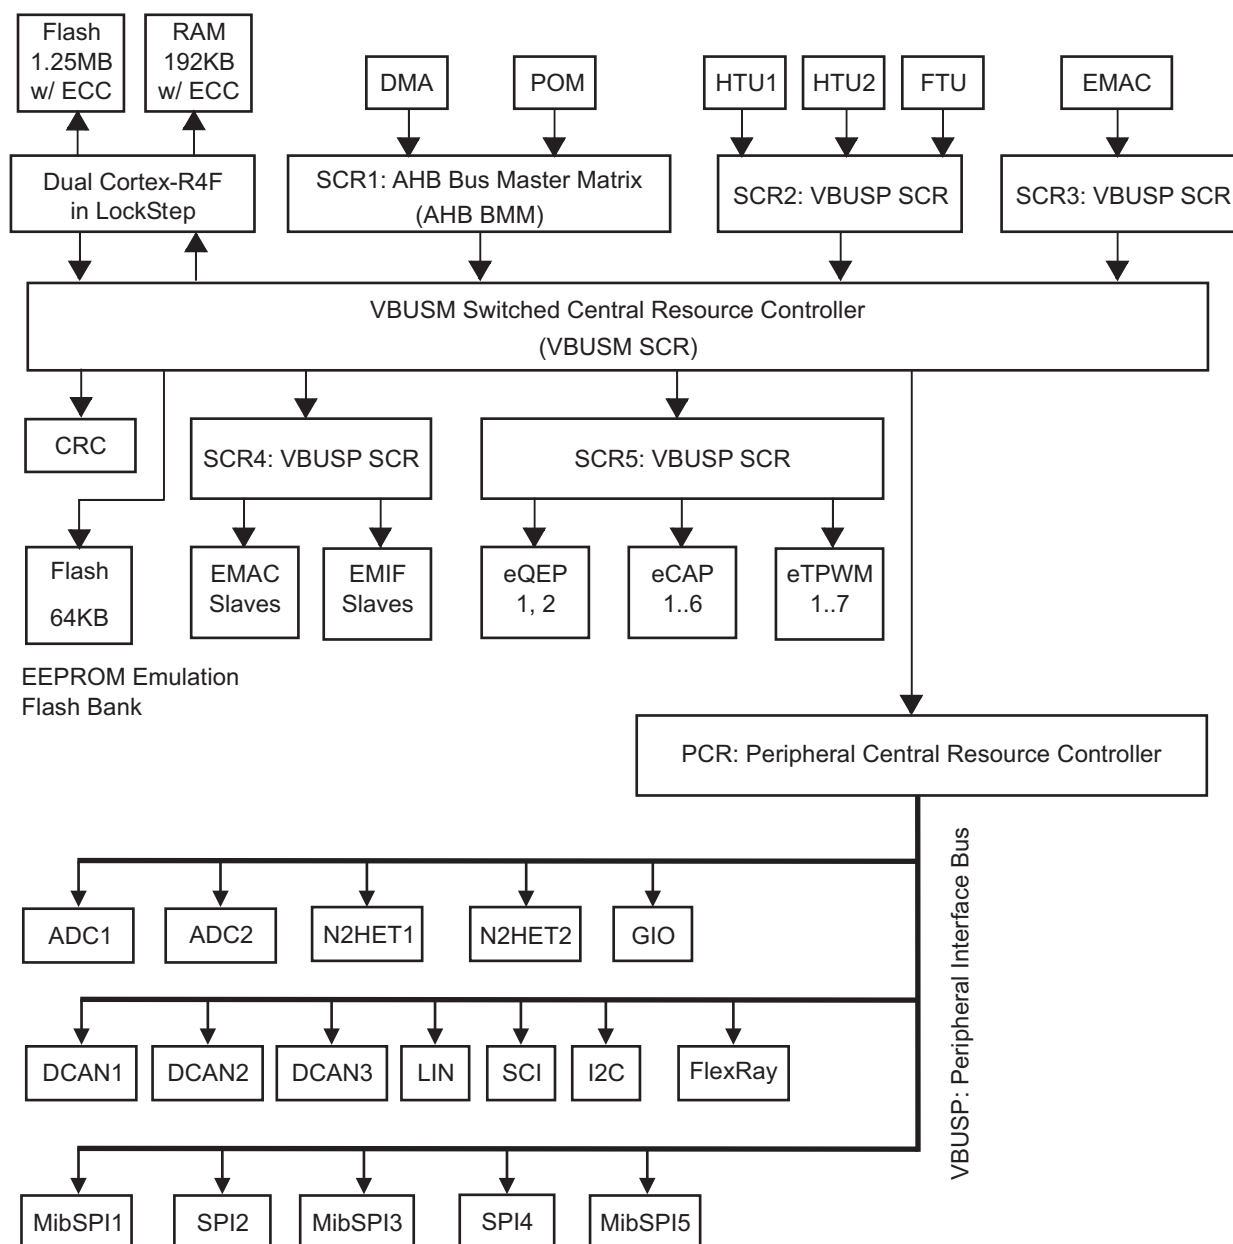 Flash
1.25MB
w/ ECC
RAM
192KB
w/ ECC
DMA
POM
HTU1
HTU2
FTU
EMAC
Dual Cortex-R4F
in LockStep
SCR1: AHB Bus Master Matrix
(AHB BMM)
SCR2: VBUSP SCR
SCR3: VBUSP SCR
VBUSM Switched Central Resource Controller
(VBUSM SCR)
CRC
SCR4: VBUSP SCR
SCR5: VBUSP SCR
Flash
64KB
EMAC
Slaves
EMIF
Slaves
eQEP
1, 2
eCAP
1..6
eTPWM
1..7
EEPROM Emulation
Flash Bank
PCR: Peripheral Central Resource Controller
VBUSP: Peripheral Interface Bus
ADC1
ADC2
N2HET1
N2HET2
GIO
DCAN1
DCAN2
DCAN3
LIN
SCI
I2C
FlexRay
MibSPI1
SPI2
MibSPI3
SPI4
MibSPI5